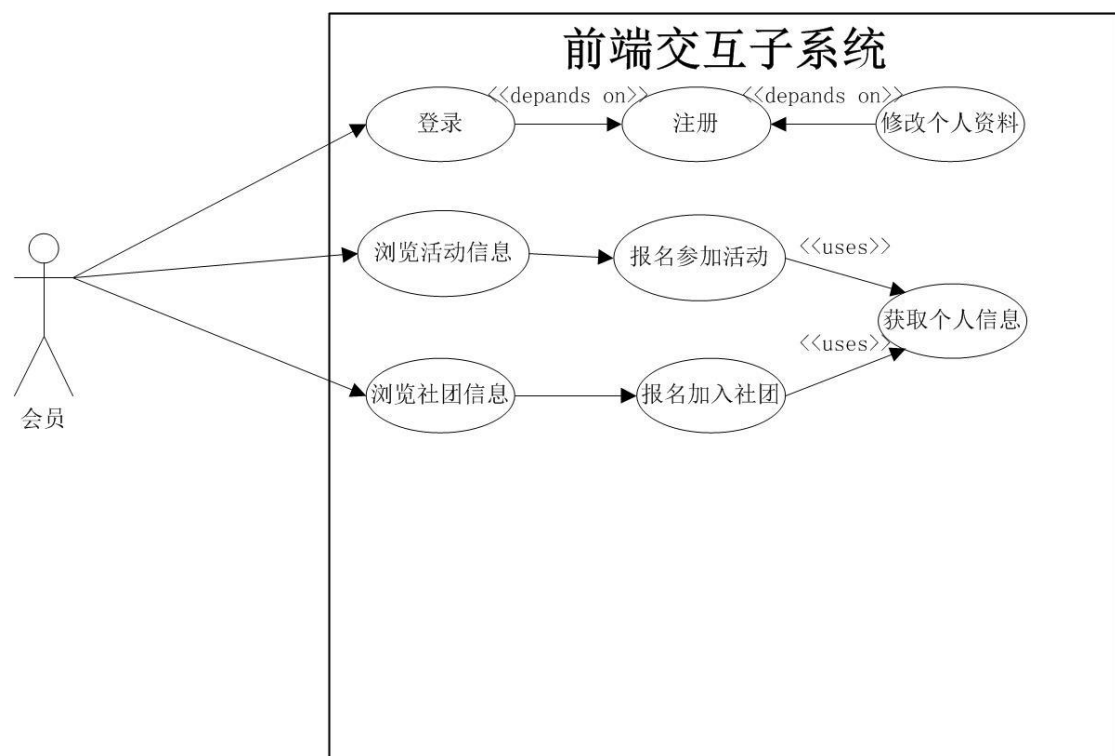 前端交互子系统
<<depands on>>
<<depands on>>
登录
注册
修改个人资料
浏览活动信息
报名参加活动
<<uses>>
获取个人信息
<<uses>>
浏览社团信息
报名加入社团
会员